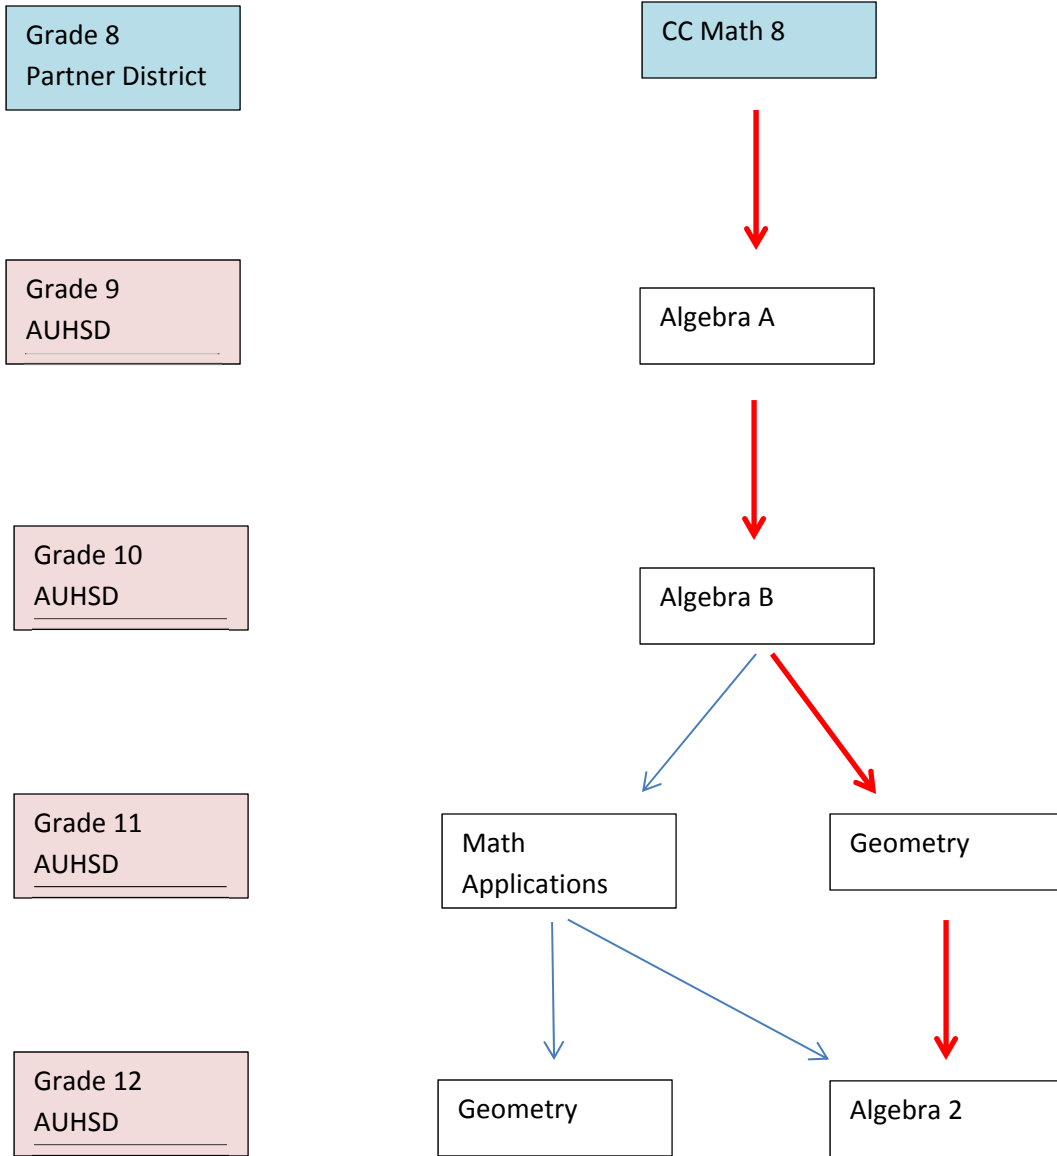 Grade 8
Partner District
CC Math 8
Grade 9
AUHSD
Algebra A
Grade 10
AUHSD
Algebra B
Grade 11
AUHSD
Math
Applications
Geometry
Grade 12
AUHSD
Geometry
Algebra 2